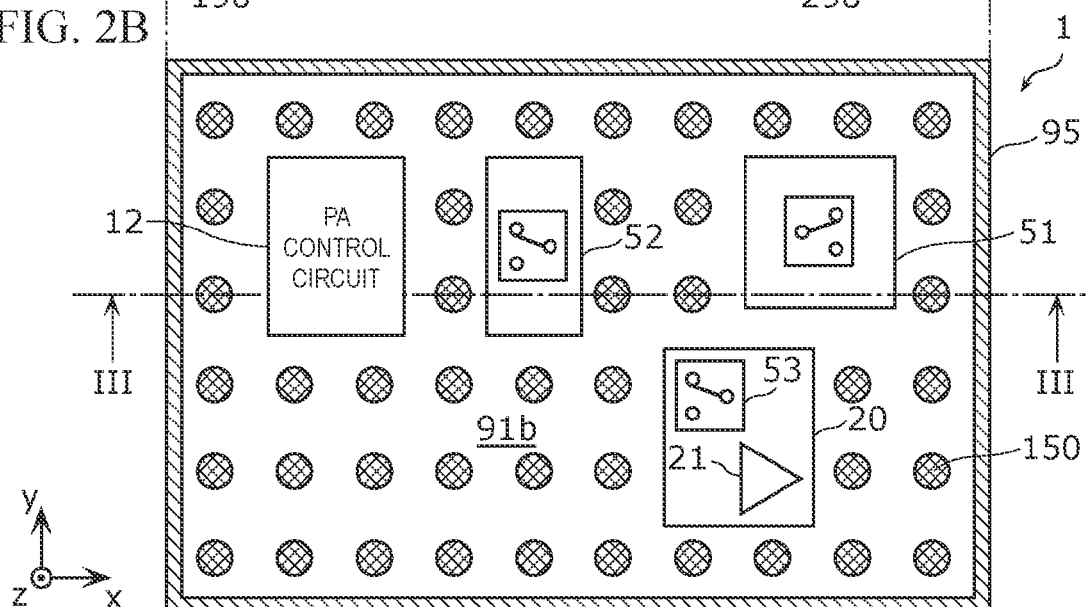 FIG. 2B
1
95
12
PA
CONTROL
CIRCUIT
52
51
III
III
53
20
91b
21
150
y
z
x